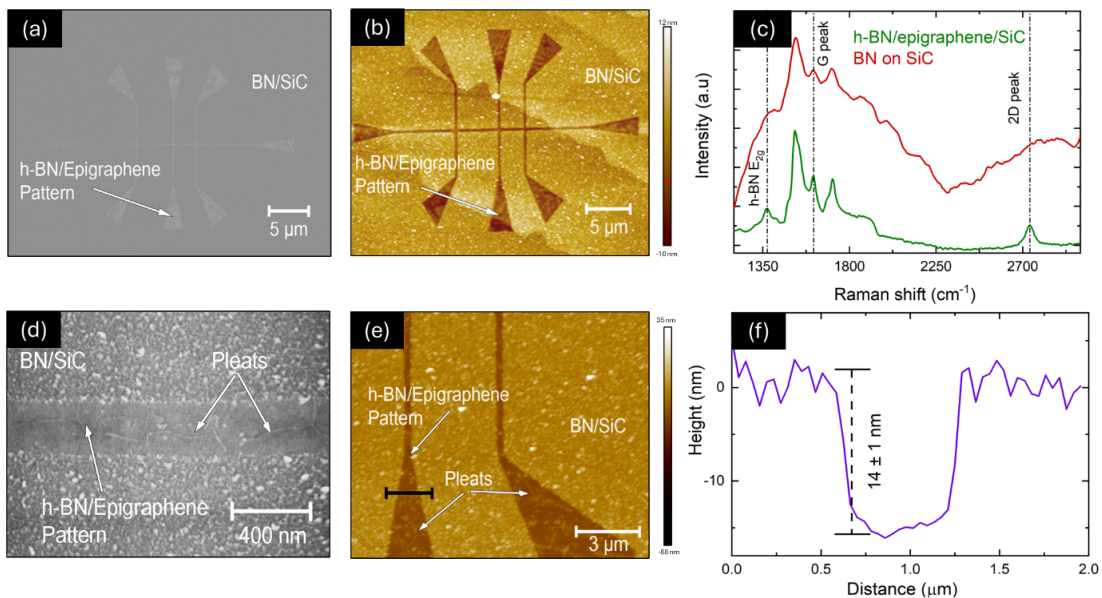 (a)
BN/SiC
h-BN/Epigraphene
Pattern
5 μm
(b)
BN/SiC
h-BN/Epigraphene
Pattern
5 μm
12 nm
-10 nm
(c)
h-BN/epigraphene/SiC
BN on SiC
G peak
2D peak
h-BN E2g
Intensity (a.u)
1350 1800 2250 2700
Raman shift (cm-1)
(d)
BN/SiC
Pleats
h-BN/Epigraphene
Pattern
400 nm
(e)
h-BN/Epigraphene
Pattern
BN/SiC
Pleats
3 μm
35 nm
-68 nm
(f)
Height (nm)
0
-10
14 ± 1 nm
0.0 0.5 1.0 1.5 2.0
Distance (μm)